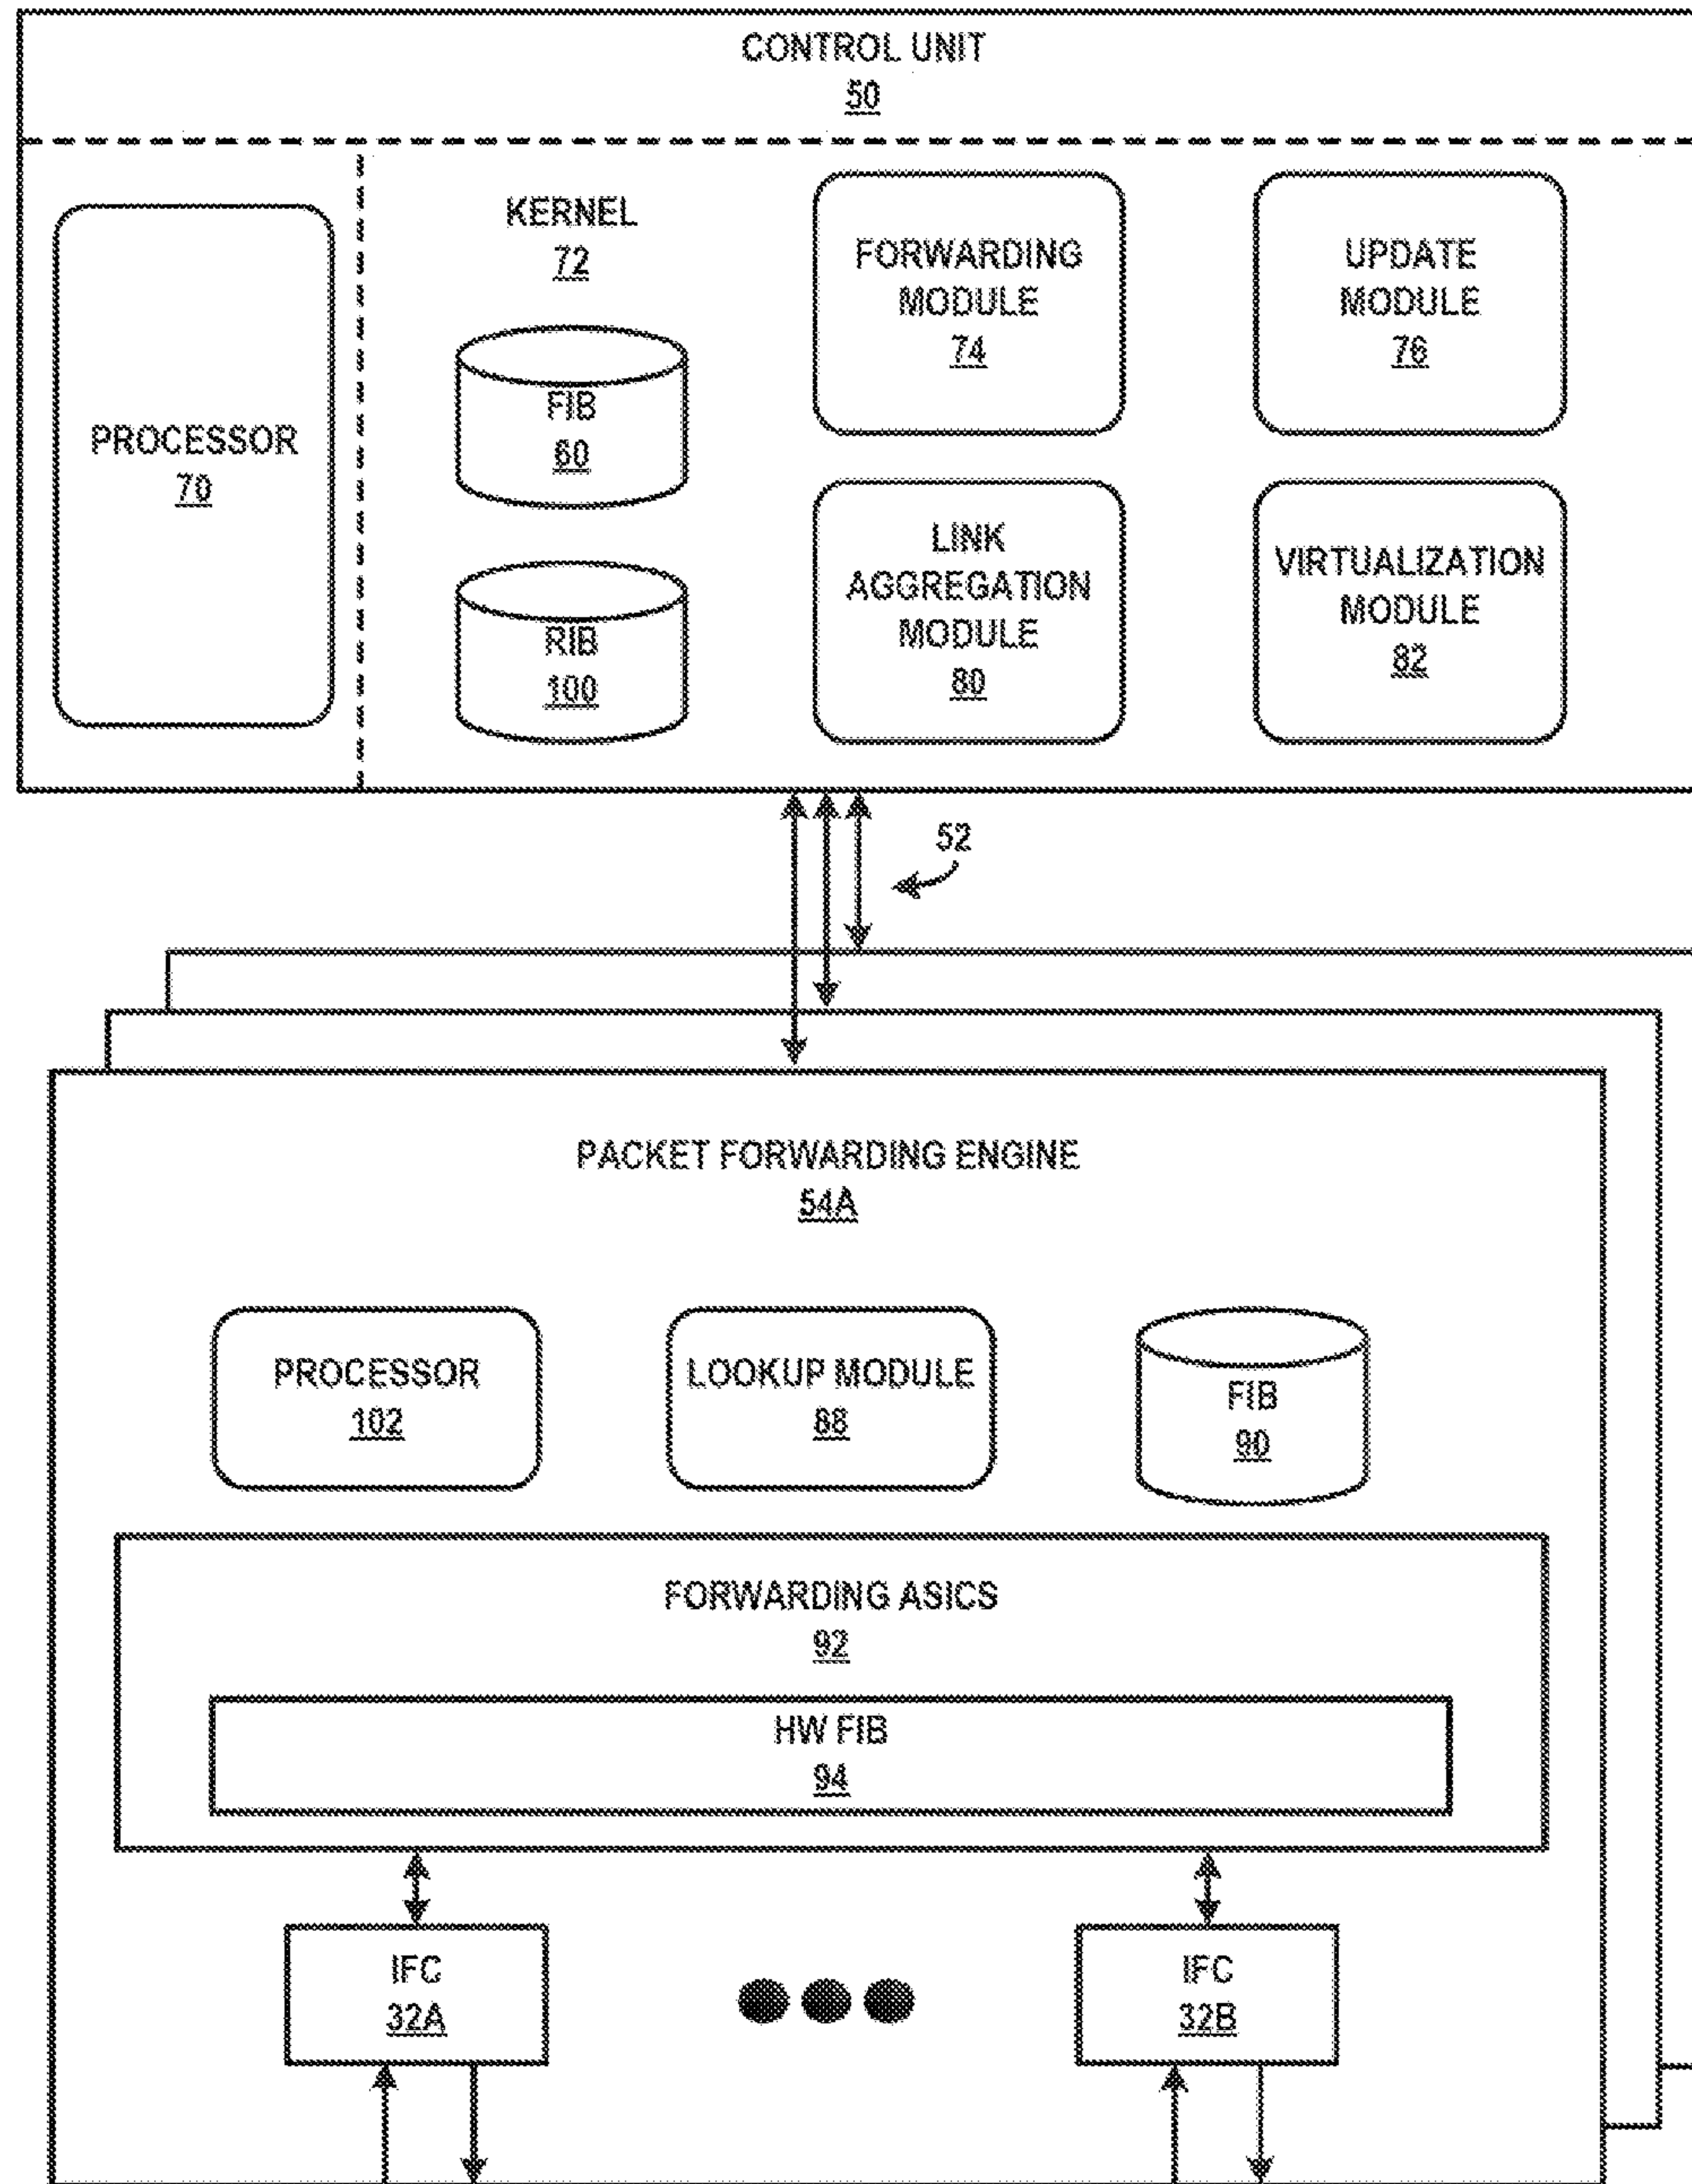 CONTROL UNIT
50
PROCESSOR
70
KERNEL
72
FIB
60
RIB
100
FORWARDING
MODULE
74
UPDATE
MODULE
76
LINK
AGGREGATION
MODULE
80
VIRTUALIZATION
MODULE
82
52
PACKET FORWARDING ENGINE
54A
PROCESSOR
102
LOOKUP MODULE
88
FIB
90
FORWARDING ASICS
92
HW FIB
94
IFC
32A
IFC
32B